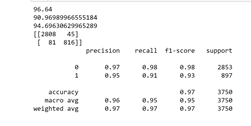 96.64
90.96989966555184
94.69630629965289
[[2808 45]
[ 81 816]]
precision recall f1-score support
0 0.97 0.98 0.98 2853
1 0.95 0.91 0.93 897
accuracy 0.97 3750
macro avg 0.96 0.95 0.95 3750
weighted avg 0.97 0.97 0.97 3750